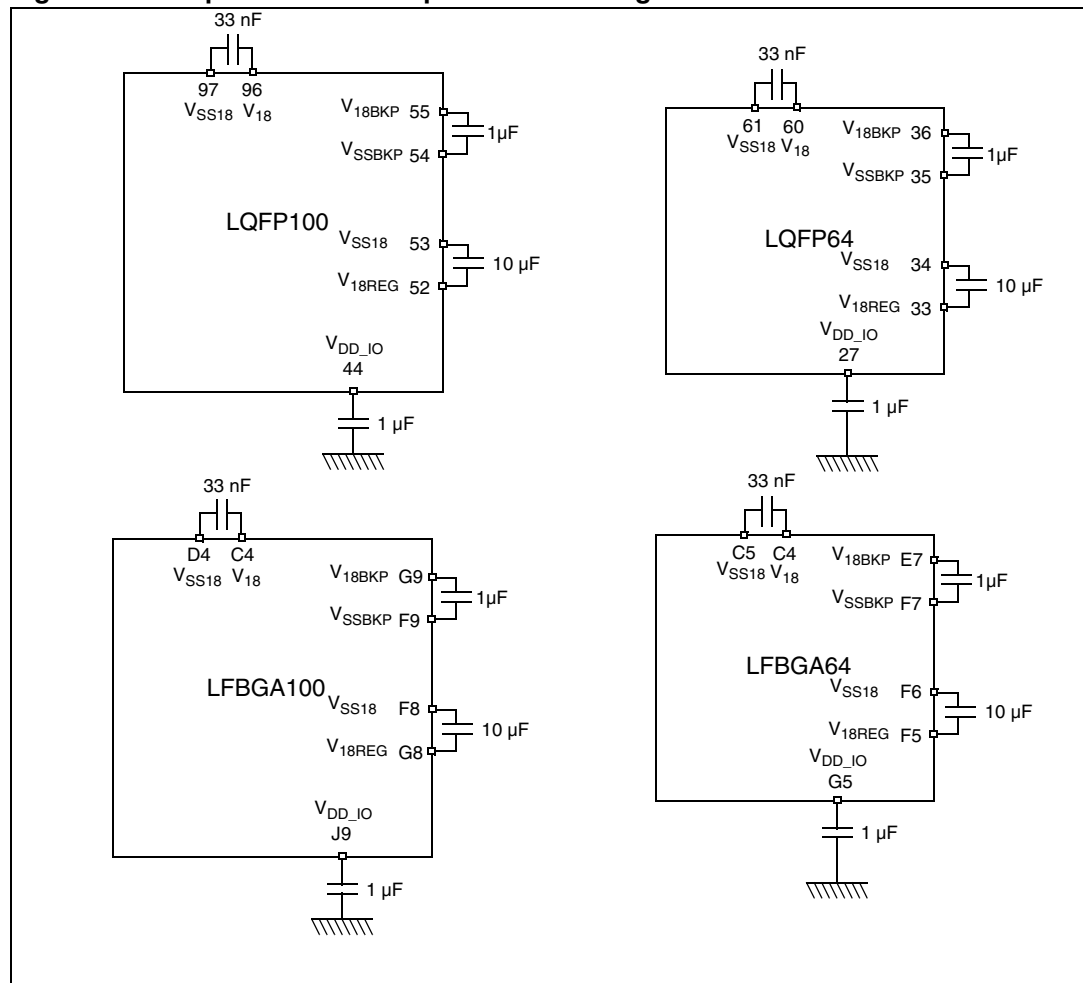 33 nF
97 96
VSS18 V18
V18BKP 55
1µF
VSSBKP 54
LQFP100
VSS18 53
10 µF
V18REG 52
VDD_IO
44
1 µF
33 nF
61 60
VSS18 V18
V18BKP 36
1µF
VSSBKP 35
LQFP64
VSS18 34
10 µF
V18REG 33
VDD_IO
27
1 µF
33 nF
D4 C4
VSS18 V18
V18BKP G9
1µF
VSSBKP F9
LFBGA100
VSS18 F8
10 µF
V18REG G8
VDD_IO
J9
1 µF
33 nF
C5 C4
VSS18 V18
V18BKP E7
1µF
VSSBKP F7
LFBGA64
VSS18 F6
10 µF
V18REG F5
VDD_IO
G5
1 µF